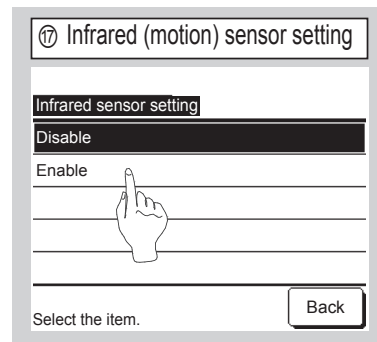 ⑰ Infrared (motion) sensor setting
Infrared sensor setting
Disable
Enable
Select the item.
Back